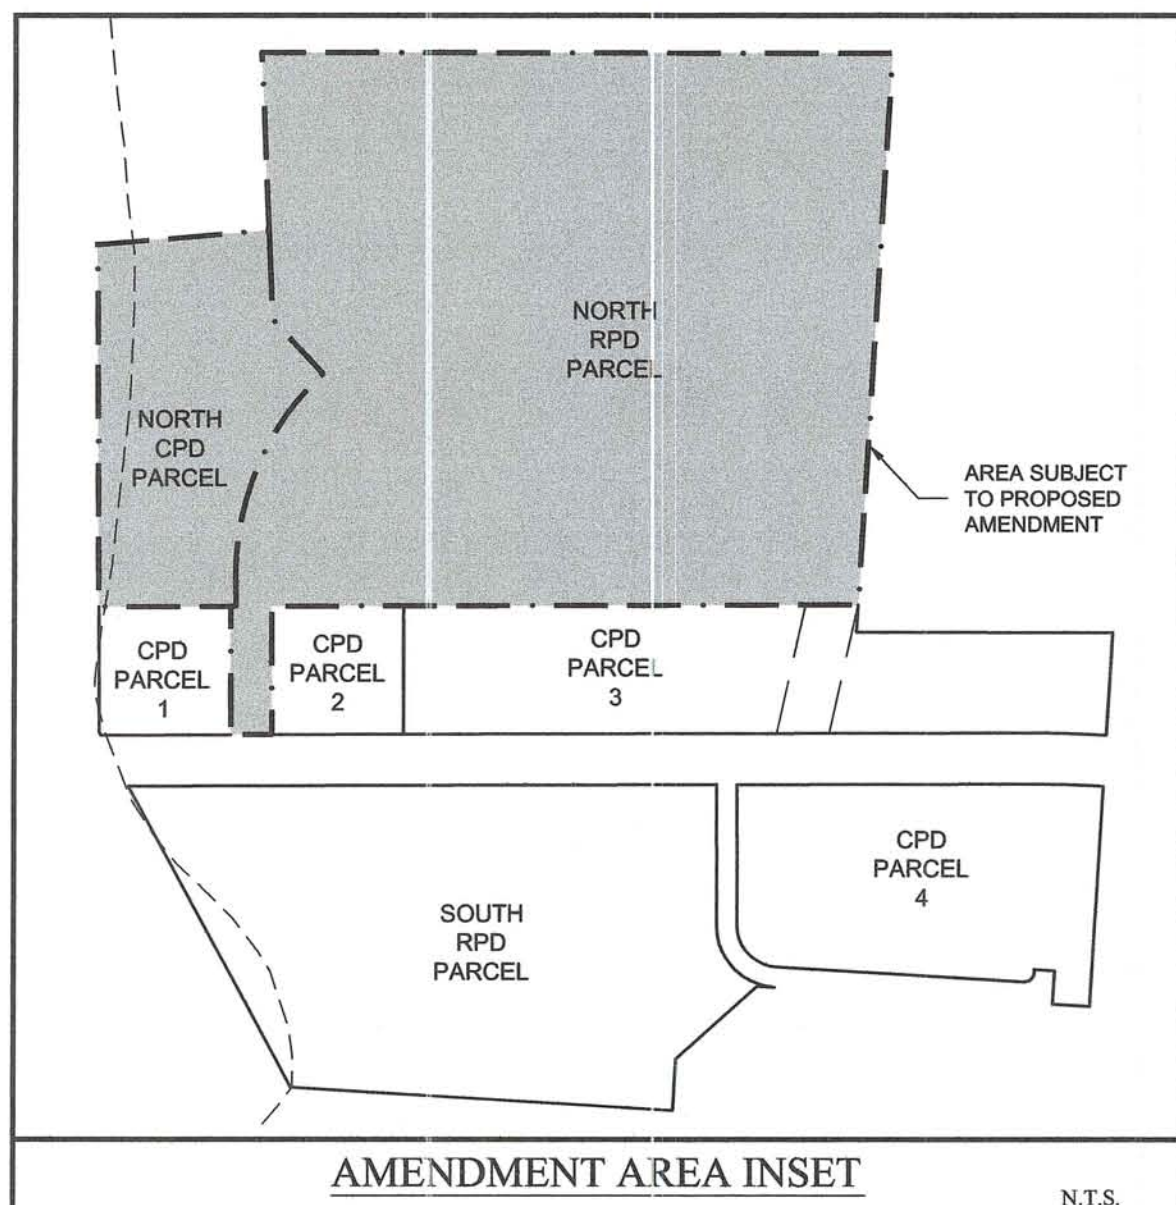 NORTH
RPD
PARCEL
NORTH
CPD
PARCEL
AREA SUBJECT
TO PROPOSED
AMENDMENT
CPD
PARCEL
1
CPD
PARCEL
2
CPD
PARCEL
3
CPD
PARCEL
4
SOUTH
RPD
PARCEL
AMENDMENT AREA INSET
N.T.S.